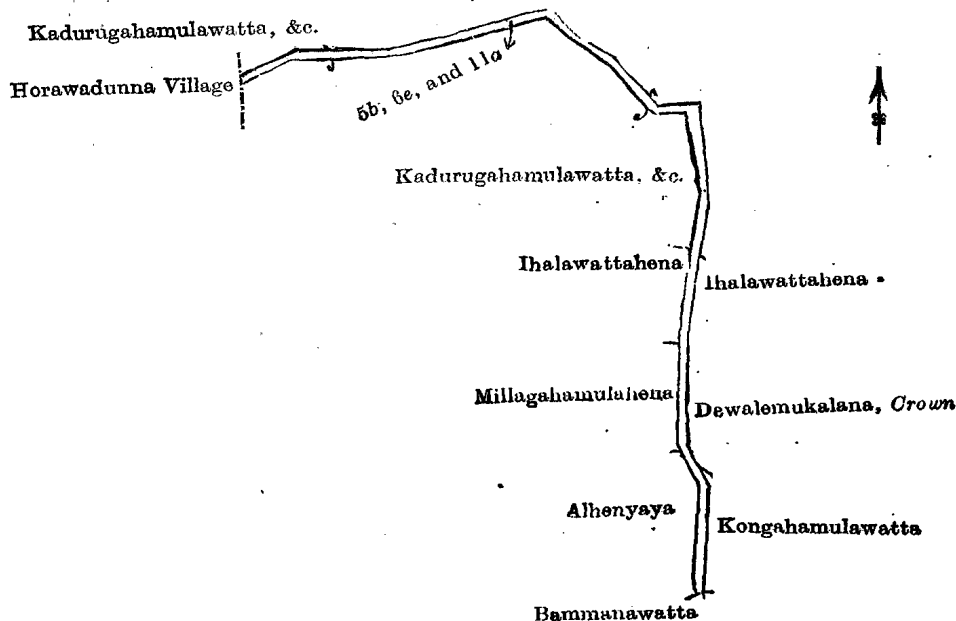 Kadurugahamulawatta, &c.
Horawadunna Village
5b, 6e, and 11a
Kadurugahamulawatta, &c.
Ihalawattahena
Ihalawattahena
Millagahamulahena
Dewalemukalana, Crown
Alhenyaya
Kongahamulawatta
Bammanawatta